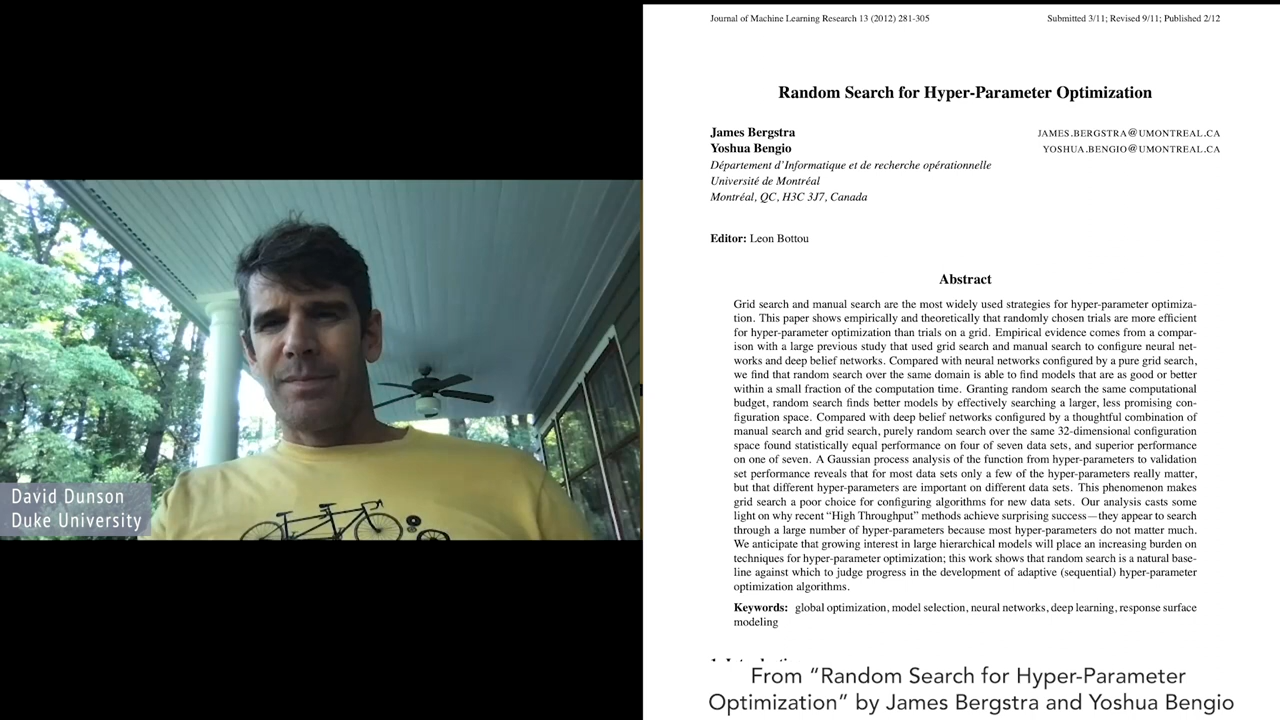 David Dunson
Duke University
Journal of Machine Learning Research 13 (2012) 281-305
Submitted 3/11; Revised 9/11; Published 2/12
Random Search for Hyper-Parameter Optimization
James Bergstra
JAMES.BERGSTRA@UMONTREAL.CA
Yoshua Bengio
YOSHUA.BENGIO@UMONTREAL.CA
Département d'Informatique et de recherche opérationnelle
Université de Montréal
Montréal, QC, H3C 3J7, Canada
Editor: Leon Bottou
Abstract
Grid search and manual search are the most widely used strategies for hyper-parameter optimiza-
tion. This paper shows empirically and theoretically that randomly chosen trials are more efficient
for hyper-parameter optimization than trials on a grid. Empirical evidence comes from a compar-
ison with a large previous study that used grid search and manual search to configure neural net-
works and deep belief networks. Compared with neural networks configured by a pure grid search,
we find that random search over the same domain is able to find models that are as good or better
within a small fraction of the computation time. Granting random search the same computational
budget, random search finds better models by effectively searching a larger, less promising con-
figuration space. Compared with deep belief networks configured by a thoughtful combination of
manual search and grid search, purely random search over the same 32-dimensional configuration
space found statistically equal performance on four of seven data sets, and superior performance
on one of seven. A Gaussian process analysis of the function from hyper-parameters to validation
set performance reveals that for most data sets only a few of the hyper-parameters really matter,
but that different hyper-parameters are important on different data sets. This phenomenon makes
grid search a poor choice for configuring algorithms for new data sets. Our analysis casts some
light on why recent “High Throughput” methods achieve surprising success—they appear to search
through a large number of hyper-parameters because most hyper-parameters do not matter much.
We anticipate that growing interest in large hierarchical models will place an increasing burden on
techniques for hyper-parameter optimization; this work shows that random search is a natural base-
line against which to judge progress in the development of adaptive (sequential) hyper-parameter
optimization algorithms.
Keywords: global optimization, model selection, neural networks, deep learning, response surface
modeling
From “Random Search for Hyper-Parameter
Optimization” by James Bergstra and Yoshua Bengio